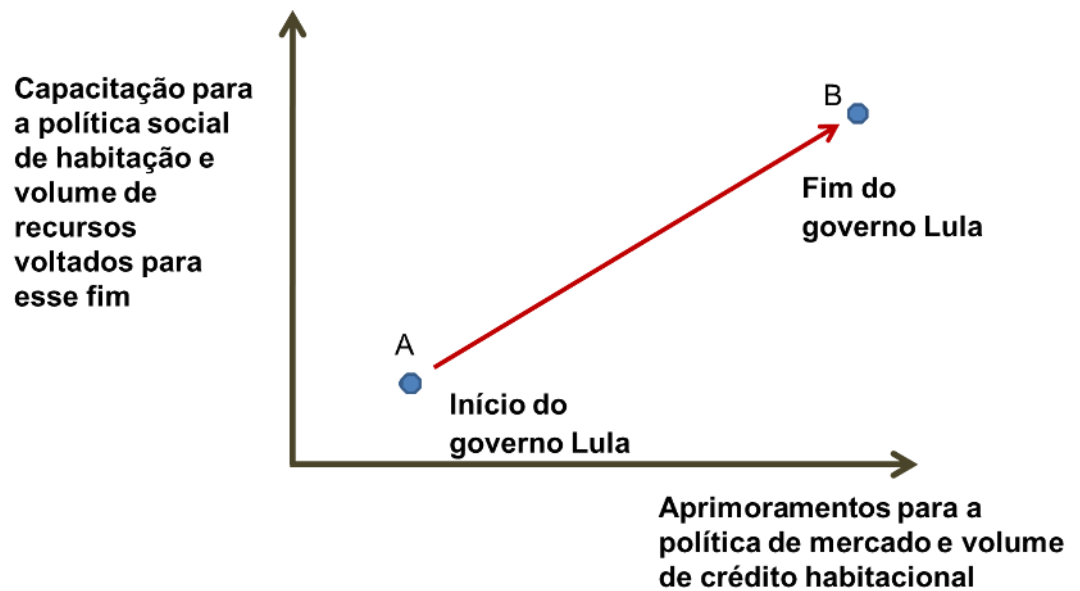 Capacitação para
a política social
de habitação e
volume de
recursos
voltados para
esse fim
B
Fim do
governo Lula
A
Início do
governo Lula
Aprimoramentos para a
política de mercado e volume
de crédito habitacional